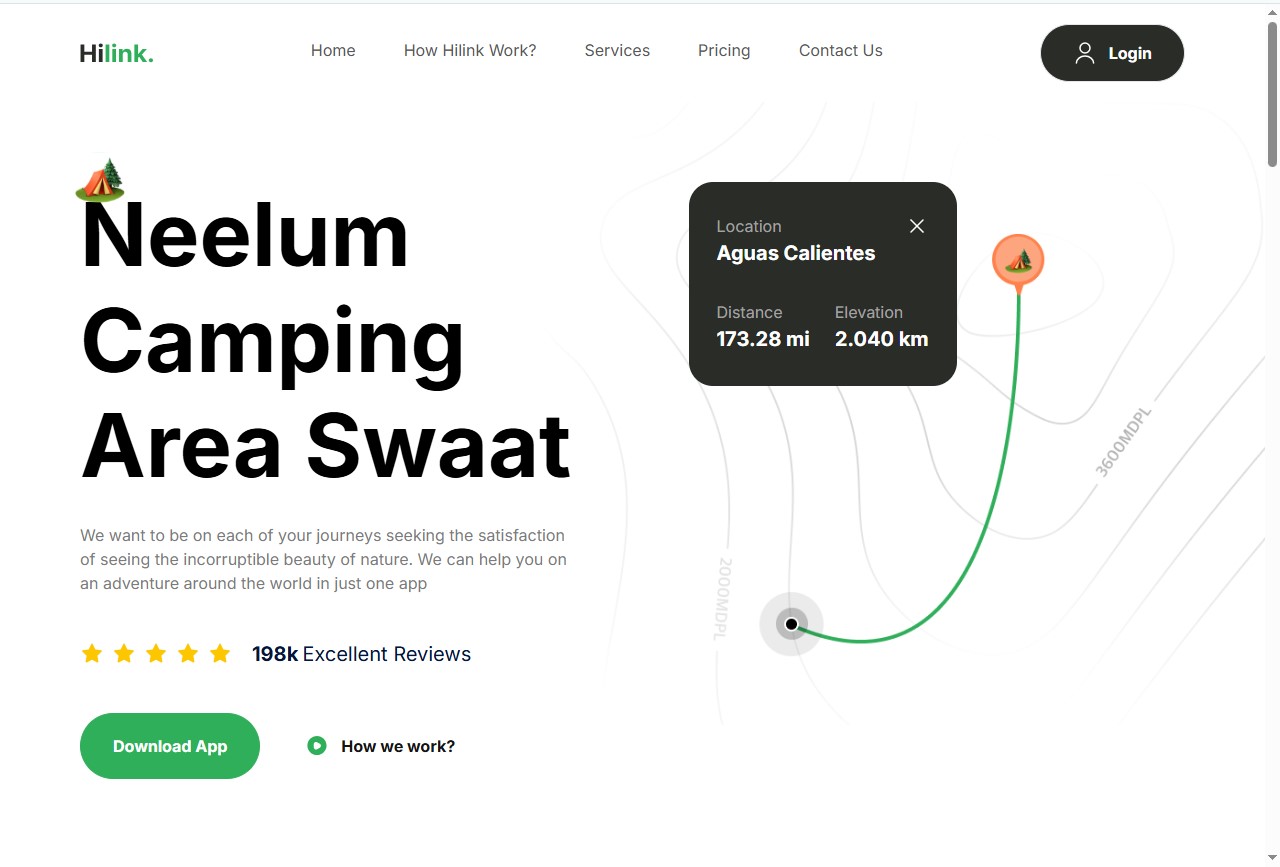 Hilink.
Home
How Hilink Work?
Services
Pricing
Contact Us
Login
Neelum
Camping
Area Swaat
We want to be on each of your journeys seeking the satisfaction
of seeing the incorruptible beauty of nature. We can help you on
an adventure around the world in just one app
198k Excellent Reviews
Download App
How we work?
Location
Aguas Calientes
Distance
Elevation
173.28 mi
2.040 km
3600MDPL
2000MDPL